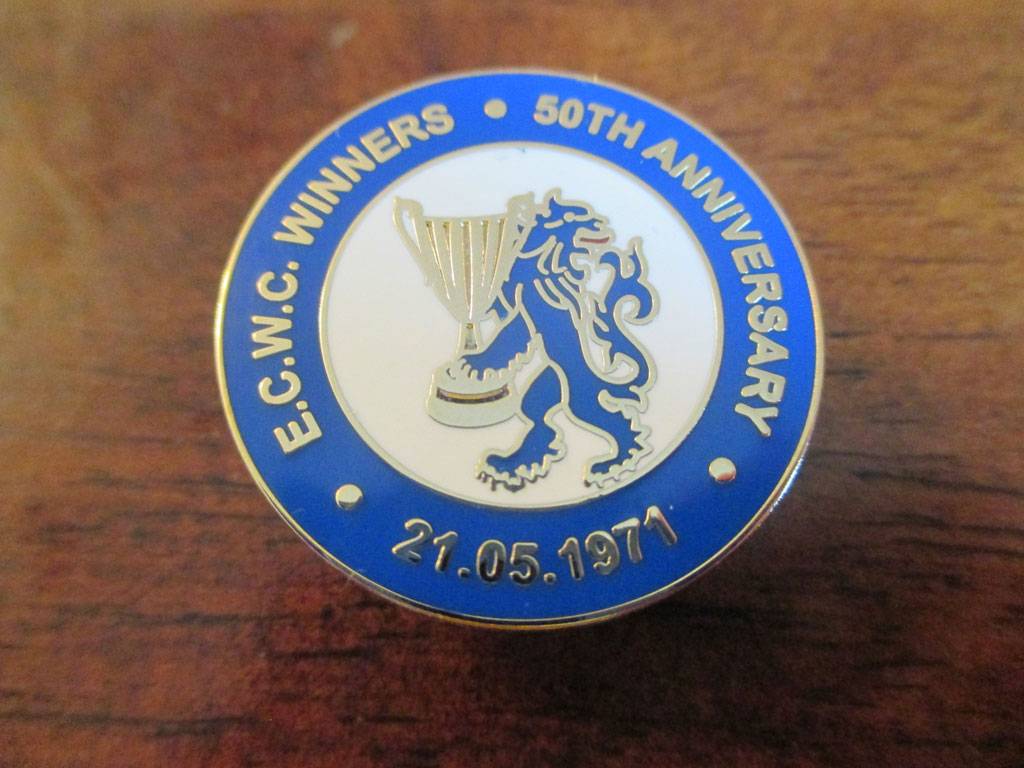 E.C.W.C. WINNERS • 50TH ANNIVERSARY
• 21.05.1971 •